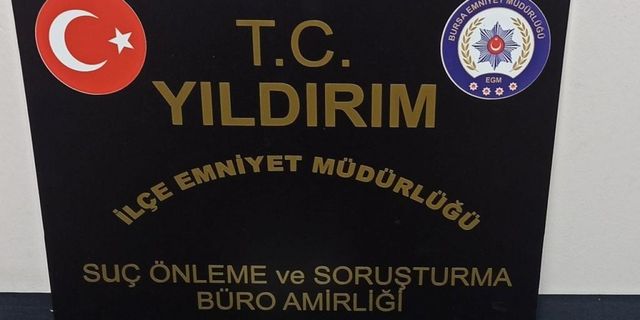 T.C.
BURSA EMNİYET MÜDÜRLÜĞÜ
EGM
YILDIRIM
İLÇE EMNİYET MÜDÜRLÜĞÜ
SUÇ ÖNLEME ve SORUŞTURMA
BÜRO AMİRLİĞİ